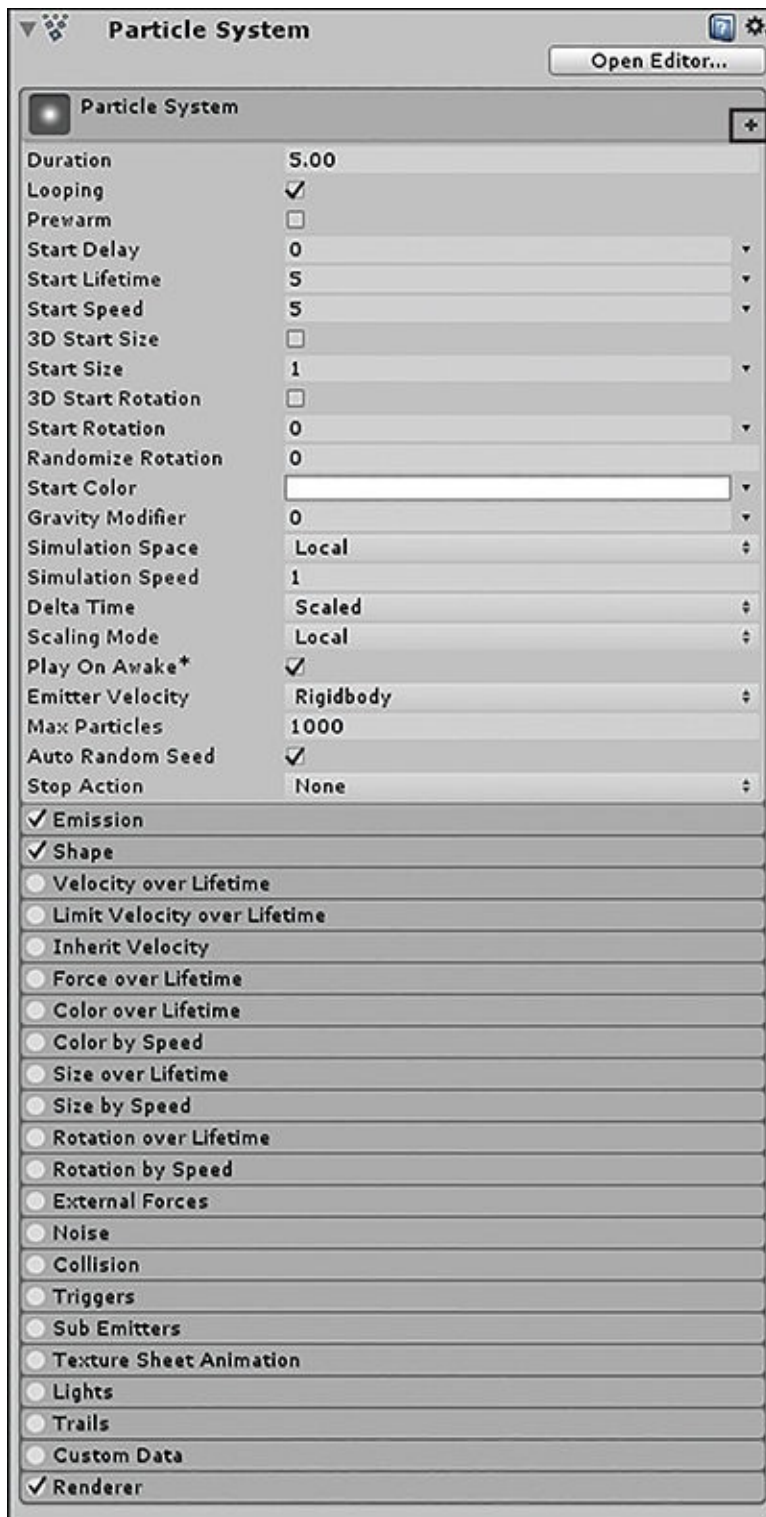 Particle System
Open Editor...
Particle System
+
Duration 5.00
Looping
Prewarm
Start Delay 0
Start Lifetime 5
Start Speed 5
3D Start Size
Start Size 1
3D Start Rotation
Start Rotation 0
Randomize Rotation 0
Start Color
Gravity Modifier 0
Simulation Space Local
Simulation Speed 1
Delta Time Scaled
Scaling Mode Local
Play On Awake*
Emitter Velocity Rigidbody
Max Particles 1000
Auto Random Seed
Stop Action None
Emission
Shape
Velocity over Lifetime
Limit Velocity over Lifetime
Inherit Velocity
Force over Lifetime
Color over Lifetime
Color by Speed
Size over Lifetime
Size by Speed
Rotation over Lifetime
Rotation by Speed
External Forces
Noise
Collision
Triggers
Sub Emitters
Texture Sheet Animation
Lights
Trails
Custom Data
Renderer